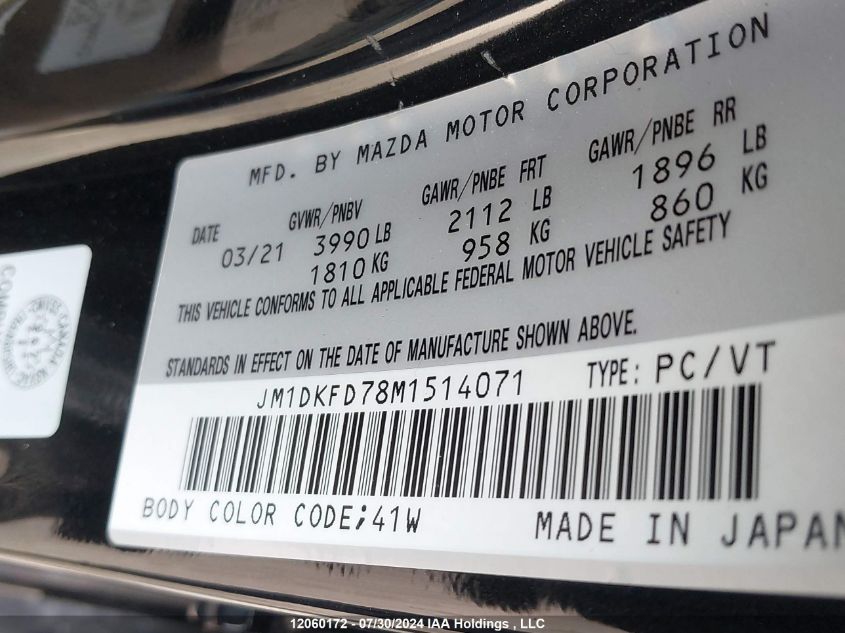 MFD. BY MAZDA MOTOR CORPORATION
DATE GVWR/PNBV GAWR/PNBE FRT GAWR/PNBE RR
03/21 3990 LB 2112 LB 1896 LB
1810 KG 958 KG 860 KG
THIS VEHICLE CONFORMS TO ALL APPLICABLE FEDERAL MOTOR VEHICLE SAFETY
STANDARDS IN EFFECT ON THE DATE OF MANUFACTURE SHOWN ABOVE.
JM1DKFD78M1514071 TYPE: PC/VT
BODY COLOR CODE;41W MADE IN JAPAN
CANADA
12060172 - 07/30/2024 IAA Holdings , LLC